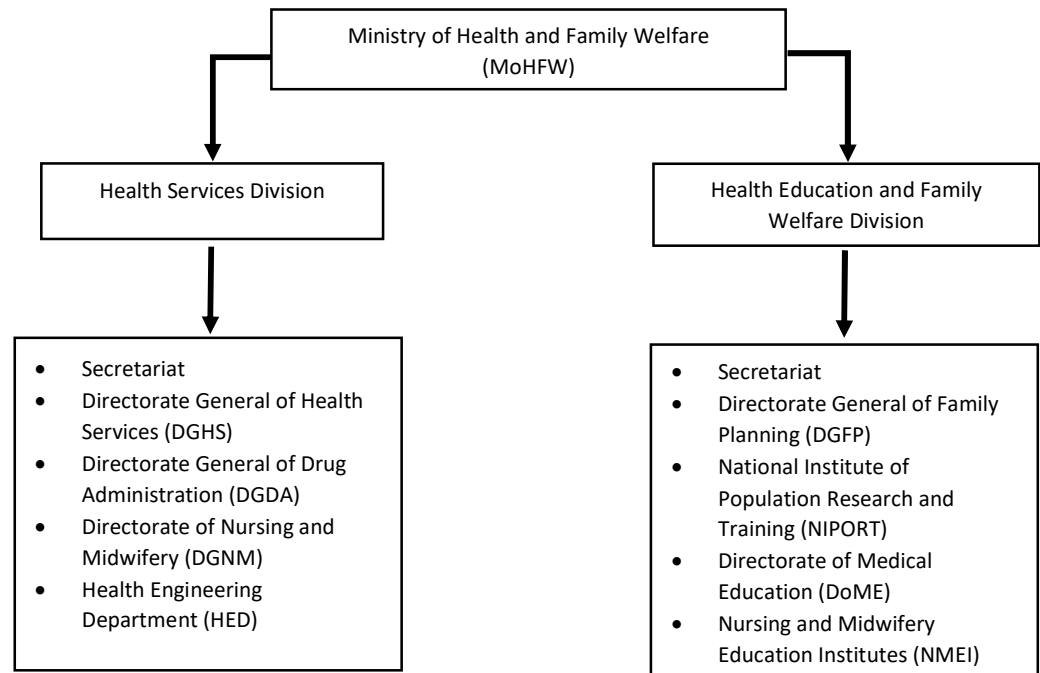 Ministry of Health and Family Welfare
(MoHFW)
Health Services Division
Health Education and Family
Welfare Division
• Secretariat
• Directorate General of Health
Services (DGHS)
• Directorate General of Drug
Administration (DGDA)
• Directorate of Nursing and
Midwifery (DGNM)
• Health Engineering
Department (HED)
• Secretariat
• Directorate General of Family
Planning (DGFP)
• National Institute of
Population Research and
Training (NIPORT)
• Directorate of Medical
Education (DoME)
• Nursing and Midwifery
Education Institutes (NMEI)